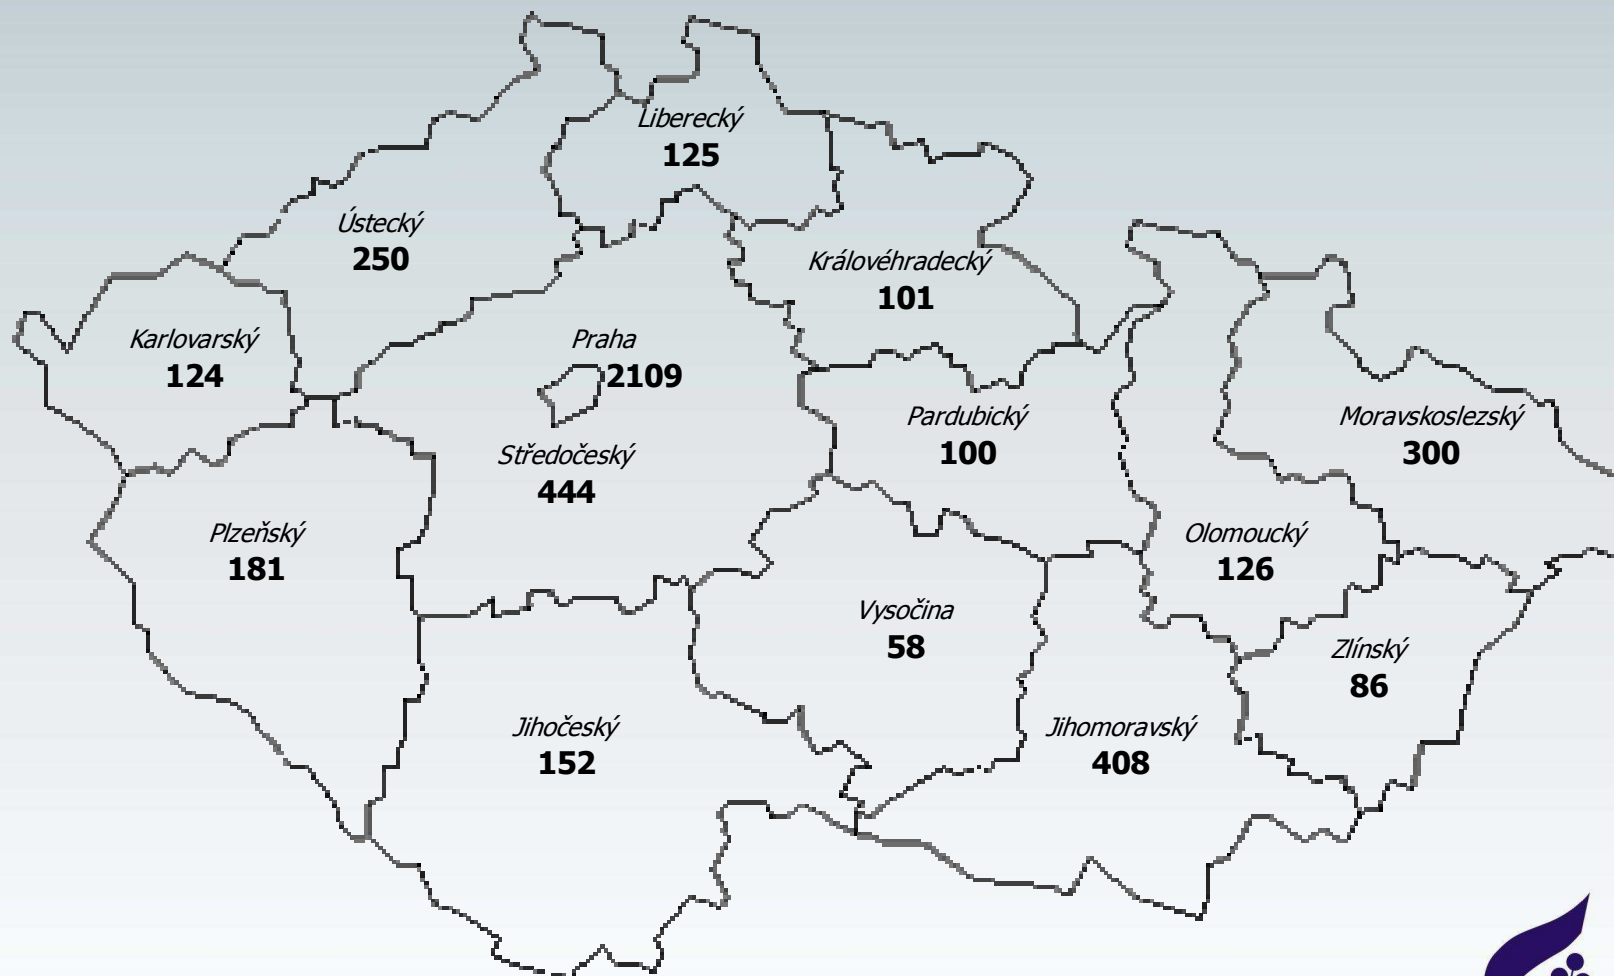 Liberecký
125
Ústecký
250
Královéhradecký
101
Karlovarský
124
Praha
2109
Moravskoslezský
300
Pardubický
100
Středočeský
444
Plzeňský
181
Olomoucký
126
Vysočina
58
Zlínský
86
Jihočeský
152
Jihomoravský
408